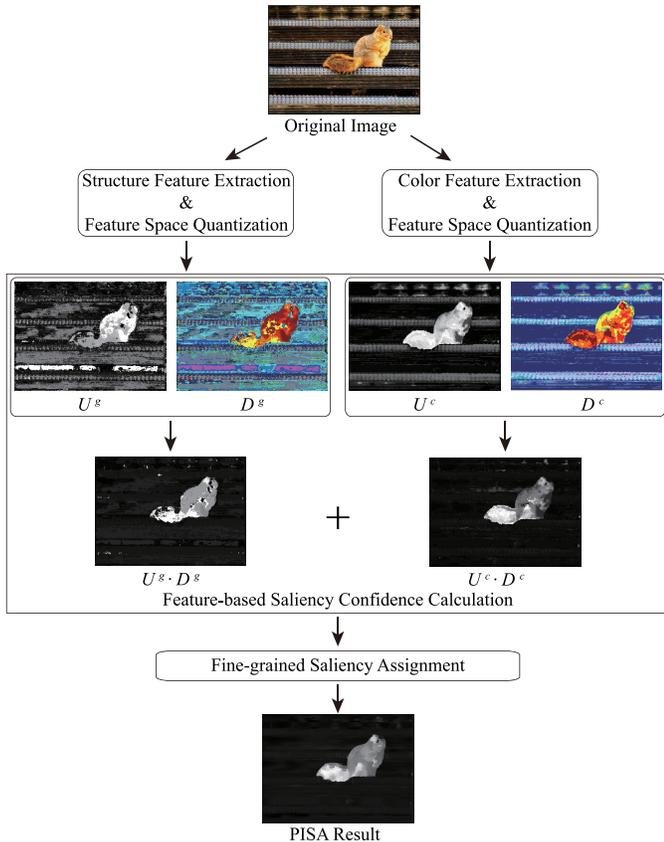 Original Image
Structure Feature Extraction
&
Feature Space Quantization
Color Feature Extraction
&
Feature Space Quantization
U g
D g
U c
D c
+
U g · D g
U c · D c
Feature-based Saliency Confidence Calculation
Fine-grained Saliency Assignment
PISA Result